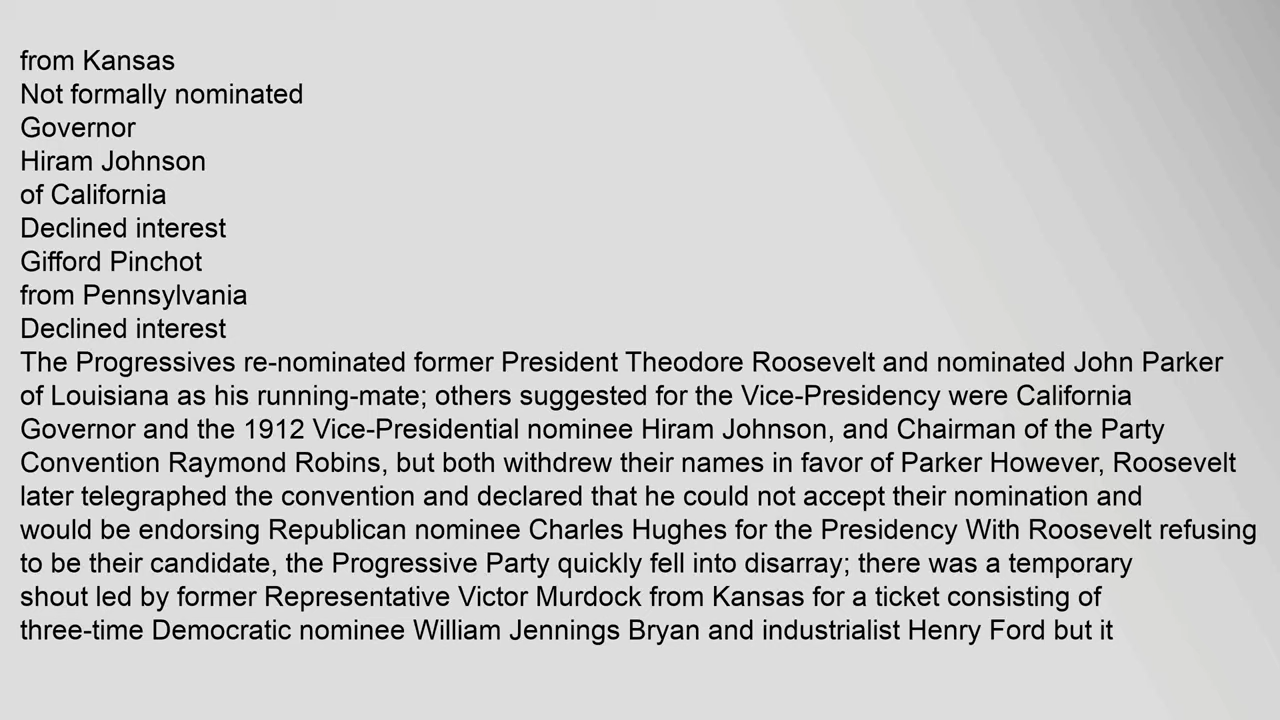 from Kansas
Not formally nominated
Governor
Hiram Johnson
of California
Declined interest
Gifford Pinchot
from Pennsylvania
Declined interest
The Progressives re-nominated former President Theodore Roosevelt and nominated John Parker
of Louisiana as his running-mate; others suggested for the Vice-Presidency were California
Governor and the 1912 Vice-Presidential nominee Hiram Johnson, and Chairman of the Party
Convention Raymond Robins, but both withdrew their names in favor of Parker However, Roosevelt
later telegraphed the convention and declared that he could not accept their nomination and
would be endorsing Republican nominee Charles Hughes for the Presidency With Roosevelt refusing
to be their candidate, the Progressive Party quickly fell into disarray; there was a temporary
shout led by former Representative Victor Murdock from Kansas for a ticket consisting of
three-time Democratic nominee William Jennings Bryan and industrialist Henry Ford but it